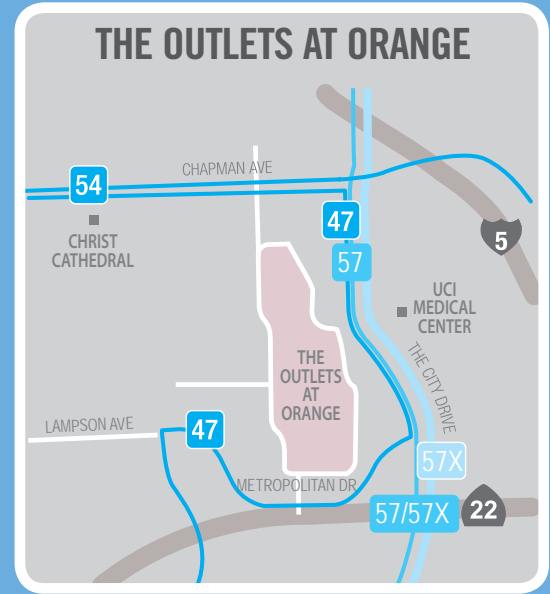 THE OUTLETS AT ORANGE
CHAPMAN AVE
54
47
CHRIST
CATHEDRAL
57
5
UCI
MEDICAL
CENTER
THE
OUTLETS
AT
ORANGE
THE CITY DRIVE
LAMPSON AVE
47
57X
METROPOLITAN DR
57/57X
22